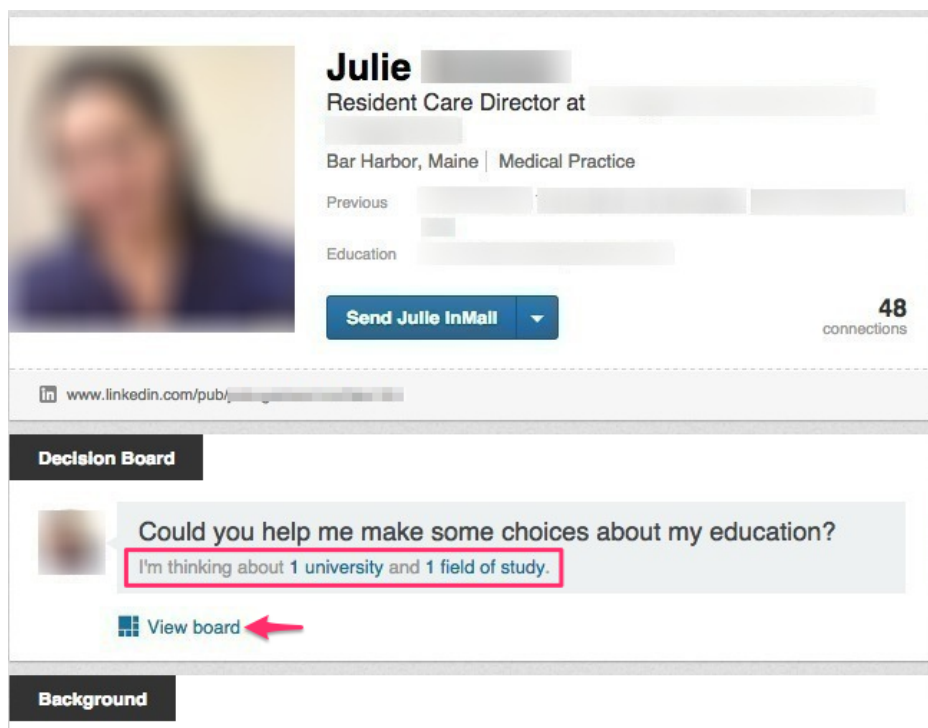 Julie
Resident Care Director at
Bar Harbor, Maine | Medical Practice
Previous
Education
Send Julie InMail
48
connections
in www.linkedin.com/pub/
Decision Board
Could you help me make some choices about my education?
I'm thinking about 1 university and 1 field of study.
View board
Background